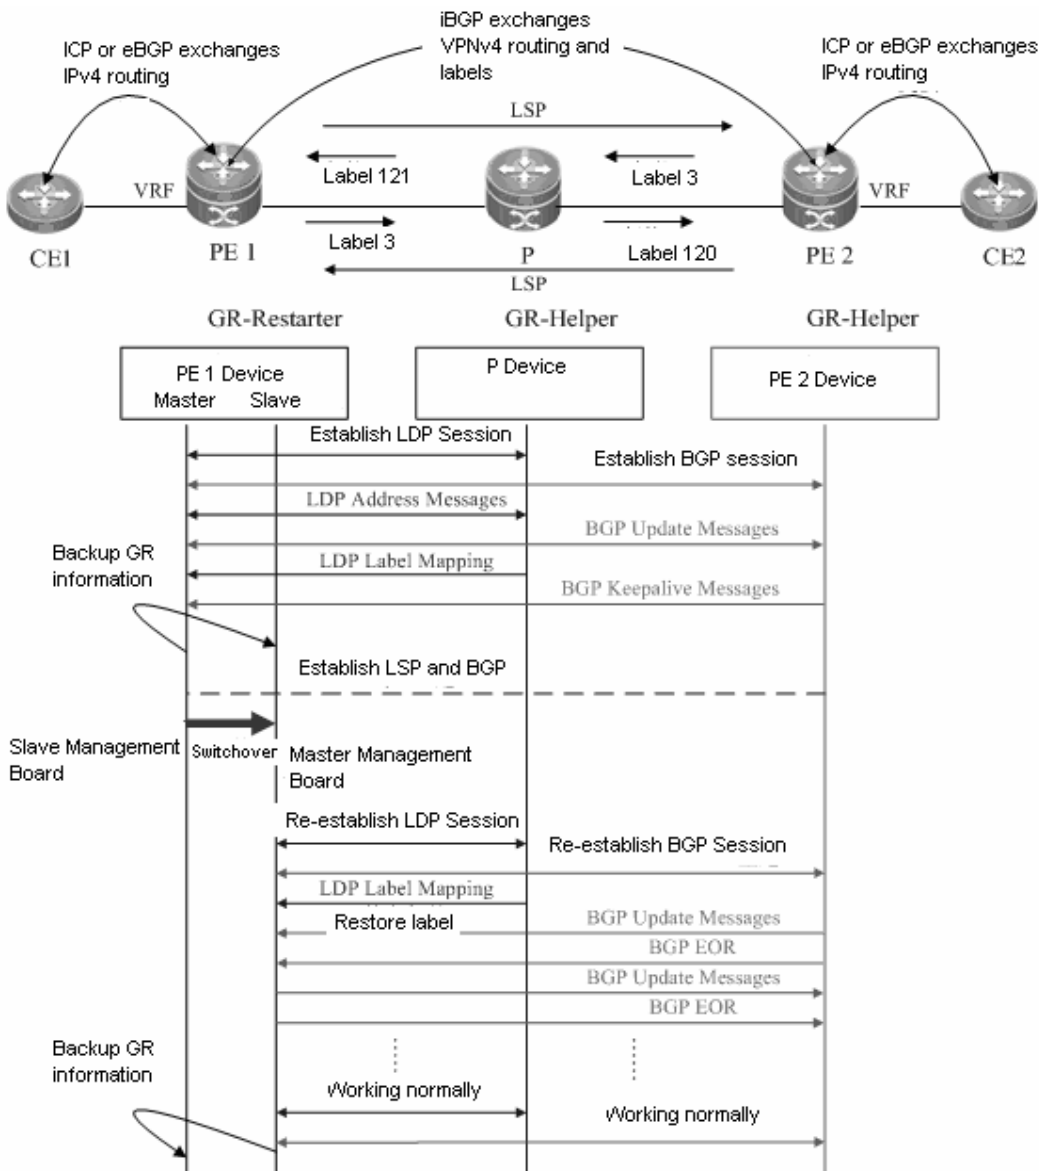 iBGP exchanges
VPNv4 routing and
labels
ICP or eBGP exchanges
IPv4 routing
ICP or eBGP exchanges
IPv4 routing
LSP
Label 121
Label 3
VRF
VRF
Label 3
Label 120
CE1
PE 1
P
PE 2
CE2
LSP
GR-Restarter
GR-Helper
GR-Helper
PE 1 Device
Master Slave
P Device
PE 2 Device
Establish LDP Session
Establish BGP session
LDP Address Messages
BGP Update Messages
Backup GR
information
LDP Label Mapping
BGP Keepalive Messages
Establish LSP and BGP
Slave Management
Board
Switchover
Master Management
Board
Re-establish LDP Session
Re-establish BGP Session
LDP Label Mapping
Restore label
BGP Update Messages
BGP EOR
BGP Update Messages
BGP EOR
Backup GR
information
Working normally
Working normally